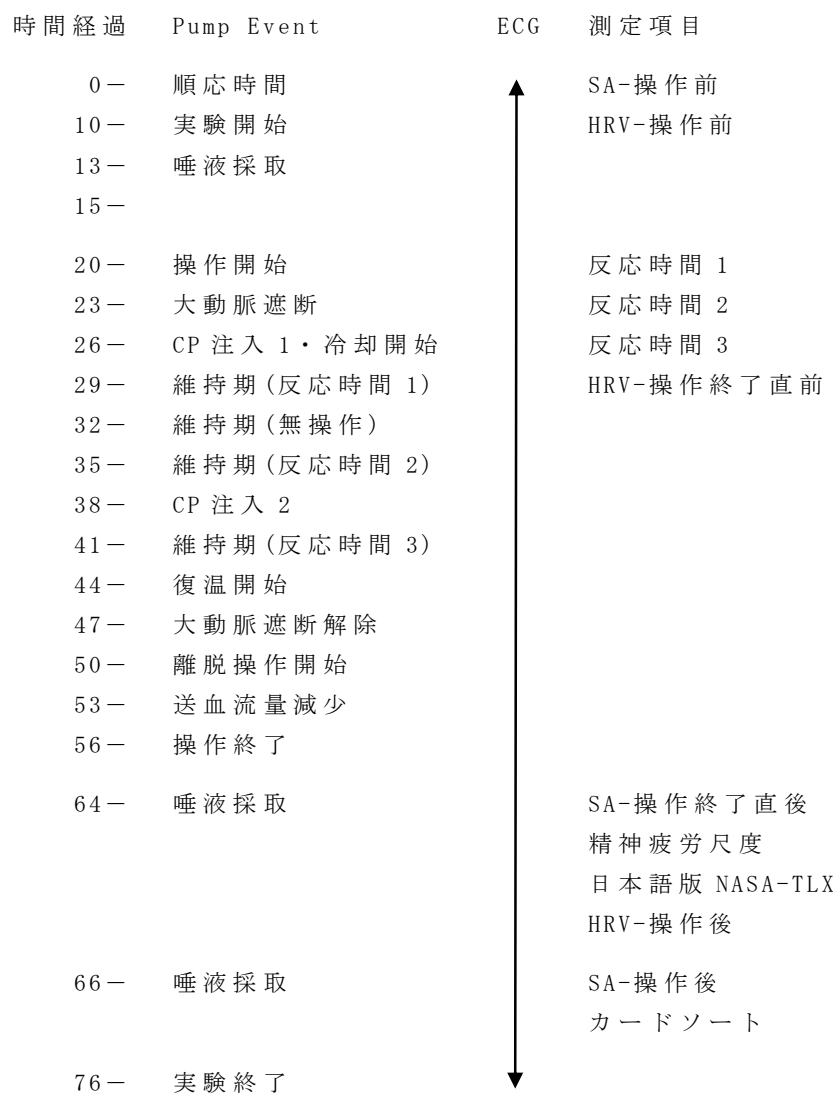 時間経過 Pump Event ECG 測定項目
0－ 順応時間 SA-操作前
10－ 実験開始 HRV-操作前
13－ 唾液採取
15－
20－ 操作開始 反応時間 1
23－ 大動脈遮断 反応時間 2
26－ CP 注入 1・冷却開始 反応時間 3
29－ 維持期(反応時間 1) HRV-操作終了直前
32－ 維持期(無操作)
35－ 維持期(反応時間 2)
38－ CP 注入 2
41－ 維持期(反応時間 3)
44－ 復温開始
47－ 大動脈遮断解除
50－ 離脱操作開始
53－ 送血流量減少
56－ 操作終了
64－ 唾液採取 SA-操作終了直後
精神疲労尺度
日本語版 NASA-TLX
HRV-操作後
66－ 唾液採取 SA-操作後
カードソート
76－ 実験終了